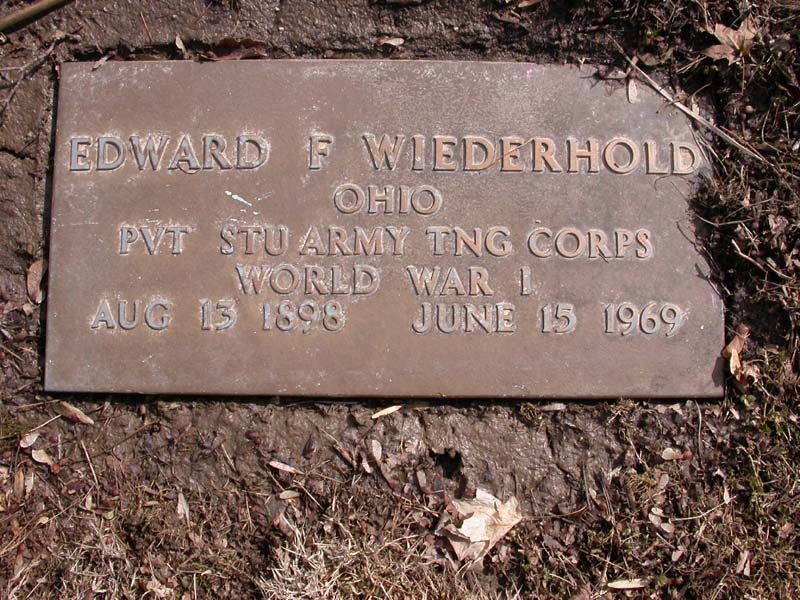 EDWARD F WIEDERHOLD
OHIO
PVT STU ARMY TNG CORPS
WORLD WAR I
AUG 13 1898 JUNE 15 1969